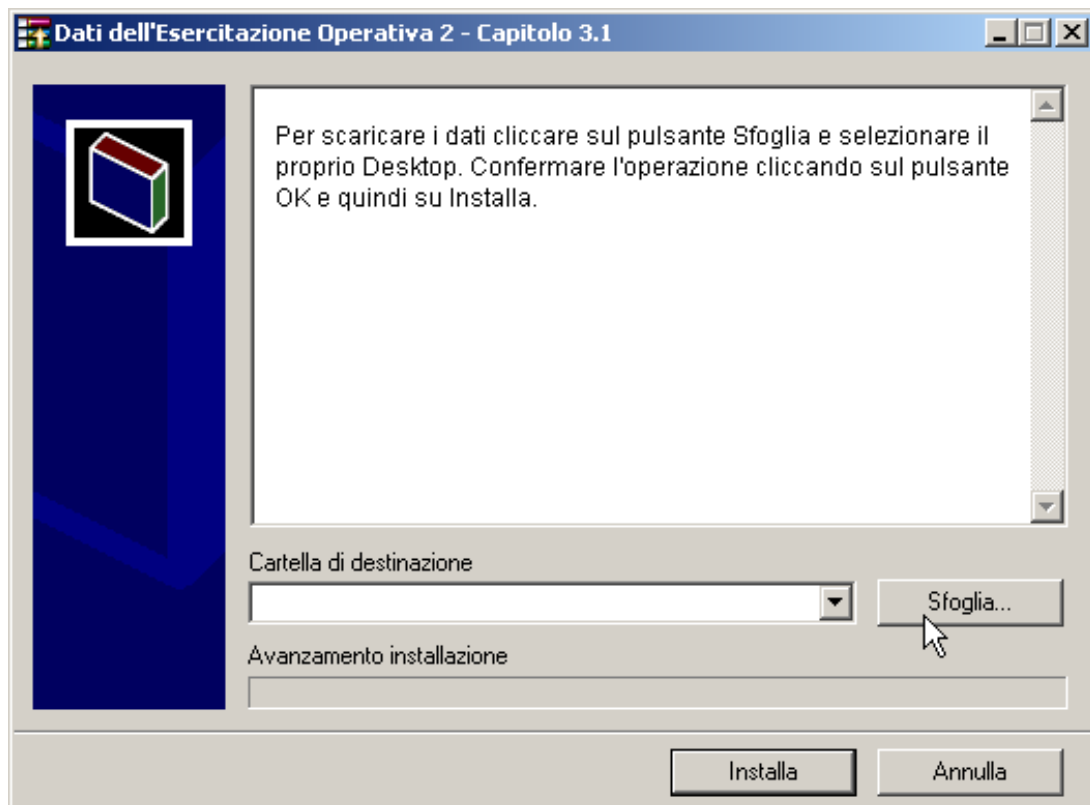 Dati dell'Esercitazione Operativa 2 - Capitolo 3.1
Per scaricare i dati cliccare sul pulsante Sfoglia e selezionare il
proprio Desktop. Confermare l'operazione cliccando sul pulsante
OK e quindi su Installa.
Cartella di destinazione
Sfoglia...
Avanzamento installazione
Installa
Annulla